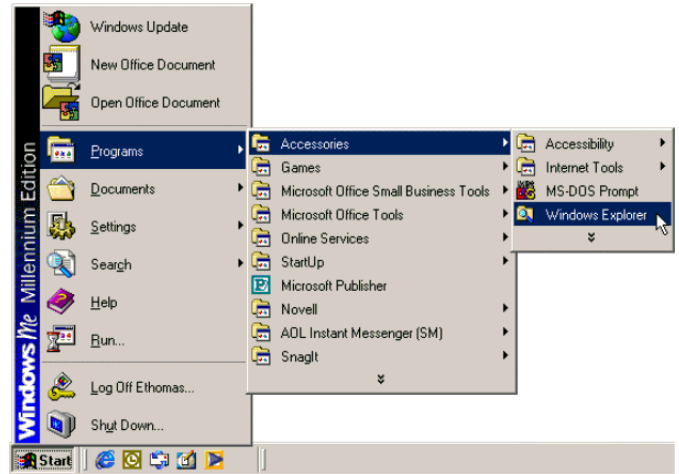 Windows Me Millennium Edition
Windows Update
New Office Document
Open Office Document
Programs
Documents
Settings
Search
Help
Run...
Log Off Ethomas...
Shut Down...
Accessories
Games
Microsoft Office Small Business Tools
Microsoft Office Tools
Online Services
StartUp
Microsoft Publisher
Novell
AOL Instant Messenger (SM)
SnagIt
Accessibility
Internet Tools
MS-DOS Prompt
Windows Explorer
Start